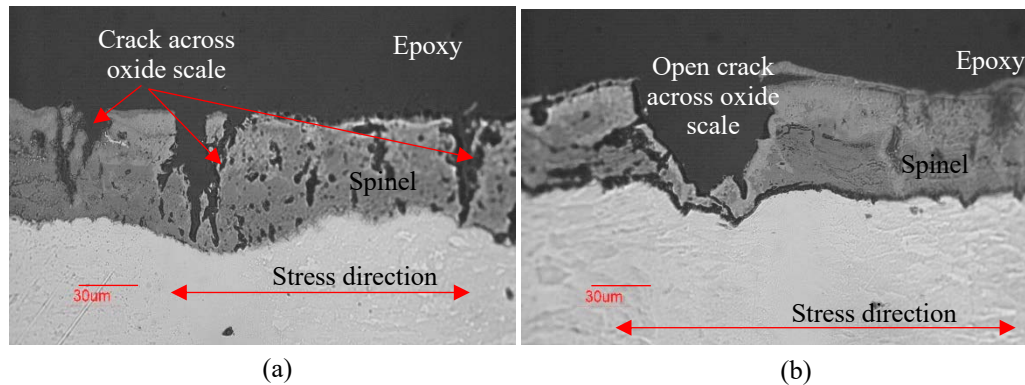 Crack across
oxide scale
Epoxy
Spinel
Stress direction
30um
(a)
Open crack
across oxide
scale
Epoxy
Spinel
30um
Stress direction
(b)